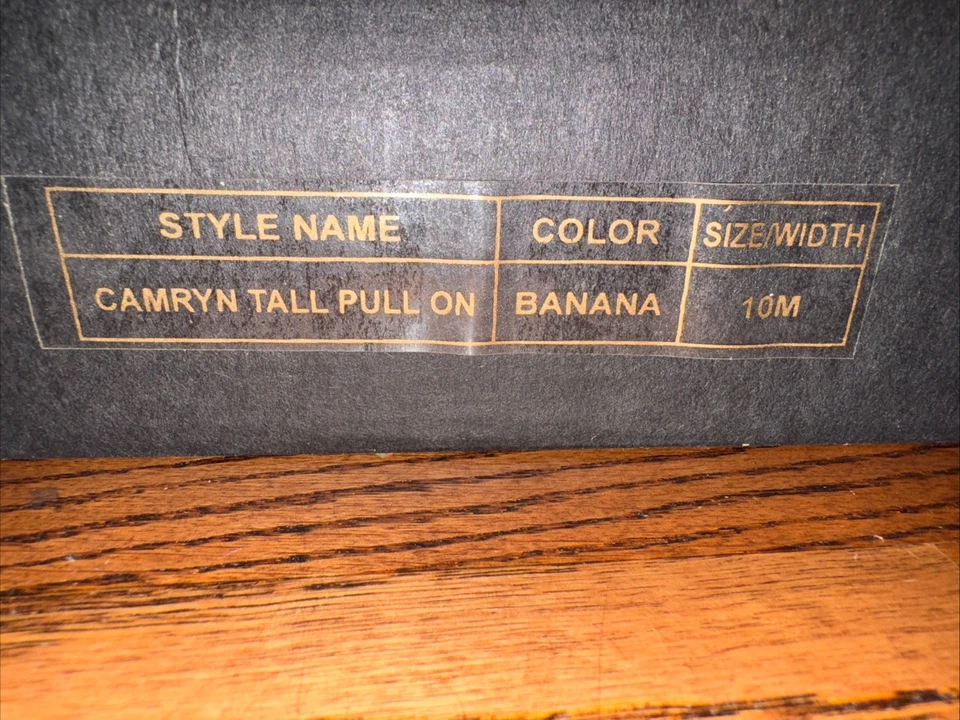 STYLE NAME COLOR SIZE/WIDTH
CAMRYN TALL PULL ON BANANA 10M